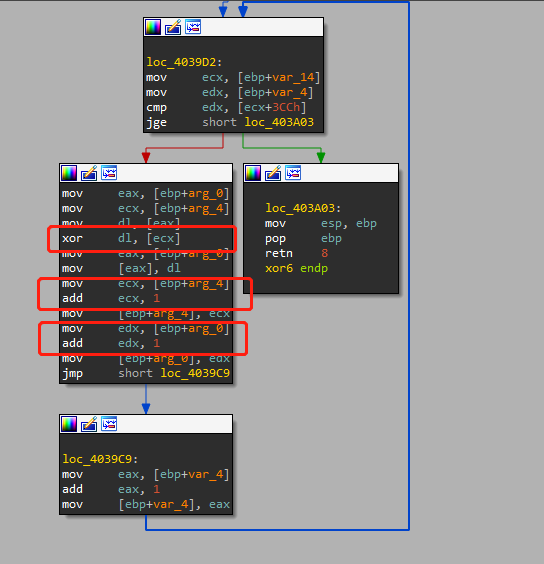 loc_4039D2:
mov ecx, [ebp+var_14]
mov edx, [ebp+var_4]
cmp edx, [ecx+3CCh]
jge short loc_403A03
mov eax, [ebp+arg_0]
mov ecx, [ebp+arg_4]
mov dl, [eax]
xor dl, [ecx]
mov eax, [ebp+arg_0]
mov [eax], dl
mov ecx, [ebp+arg_4]
add ecx, 1
mov [ebp+arg_4], ecx
mov edx, [ebp+arg_0]
add edx, 1
mov [ebp+arg_0], edx
jmp short loc_4039C9
loc_403A03:
mov esp, ebp
pop ebp
retn 8
xor6 endp
loc_4039C9:
mov eax, [ebp+var_4]
add eax, 1
mov [ebp+var_4], eax